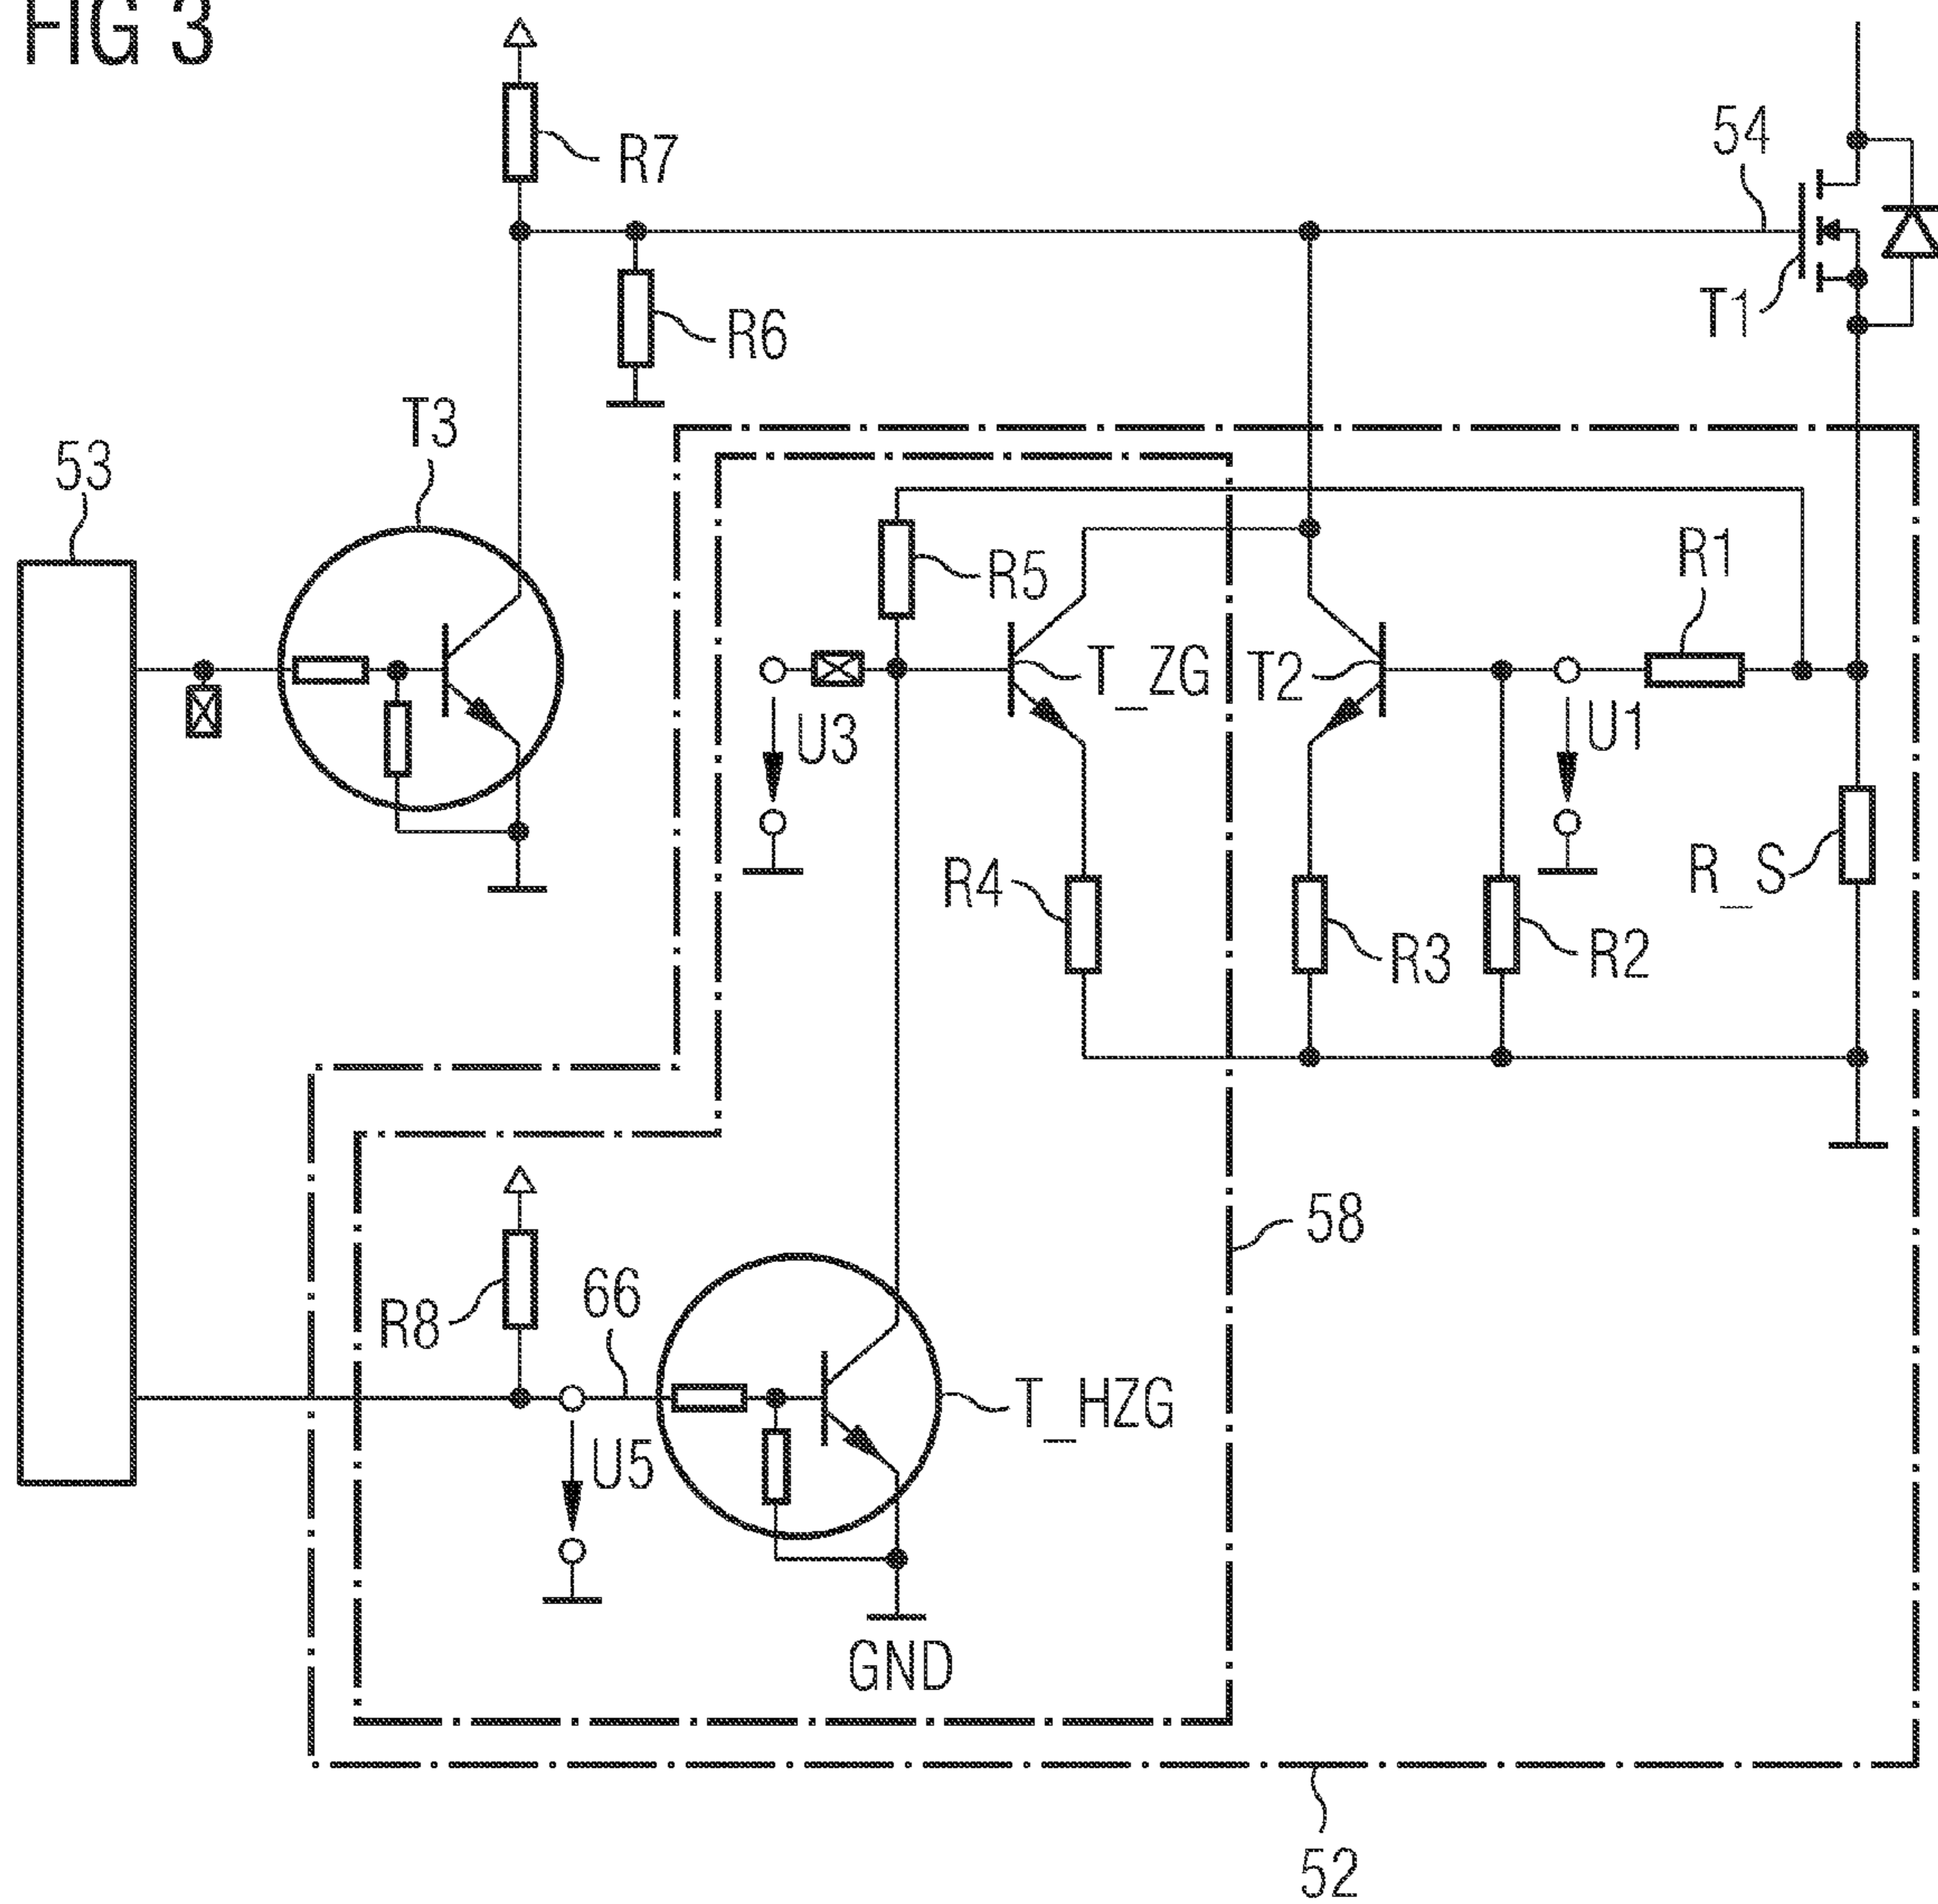 FIG 3
R7
54
T1
R6
T3
53
R5
R1
T_ZG
T2
U3
U1
R4
R_S
R3
R2
58
66
R8
T_HZG
U5
GND
52